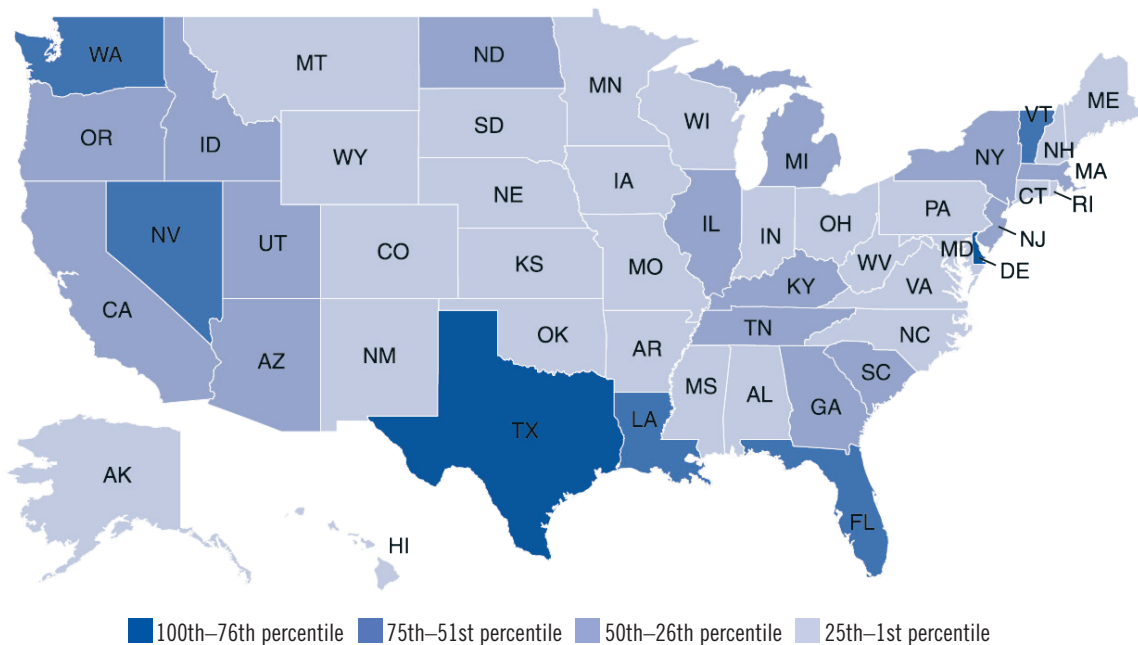 WA
MT
ND
MN
ME
VT
OR
ID
SD
WI
NH
NY
MI
MA
WY
CT
RI
IA
NE
PA
NV
UT
IL
IN
OH
NJ
CO
MD
DE
KS
MO
WV
VA
KY
CA
TN
NC
AZ
NM
OK
AR
SC
MS
AL
GA
TX
LA
AK
FL
HI
100th–76th percentile 75th–51st percentile 50th–26th percentile 25th–1st percentile